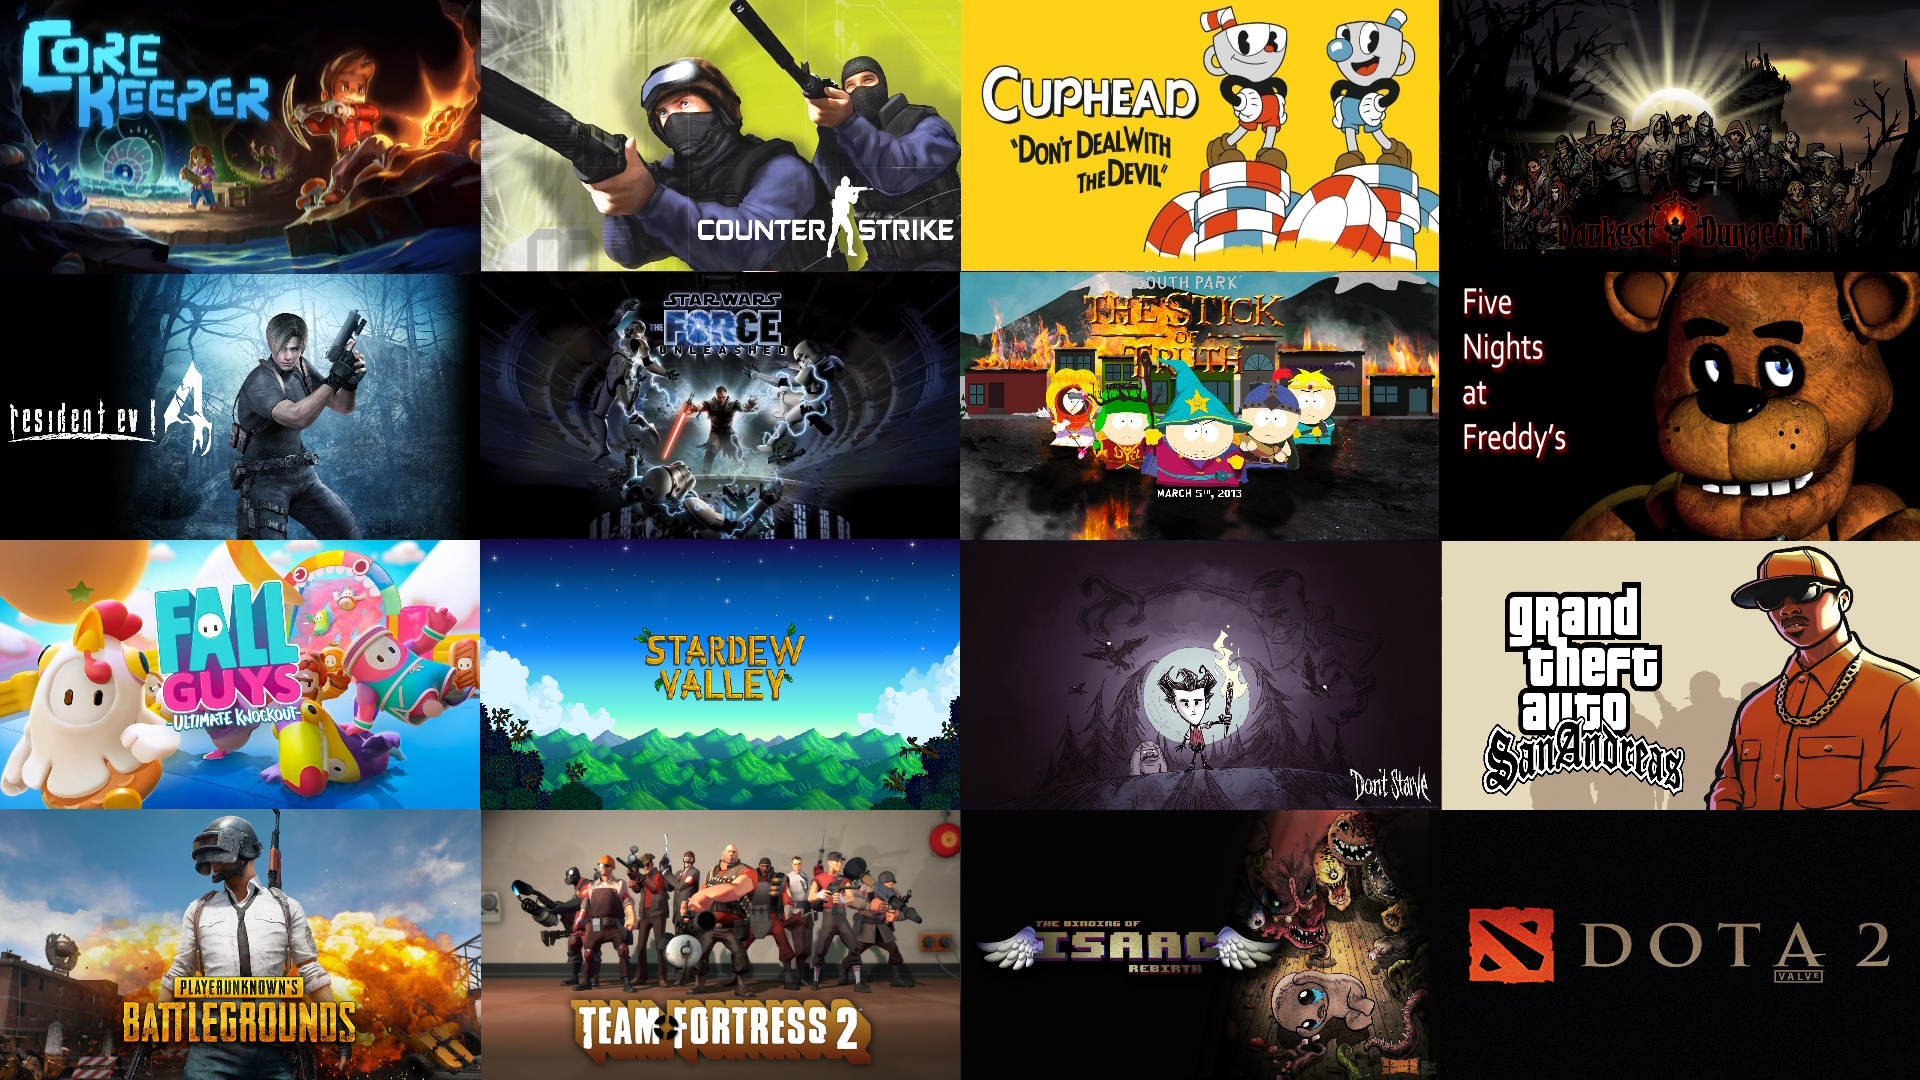 CORE
KEEPER
COUNTER STRIKE
CUPHEAD
"DON'T DEAL WITH
THE DEVIL"
Darkest Dungeon
resident evil 4
STAR WARS
THE FORCE
UNLEASHED
SOUTH PARK
THE STICK
OF
TRUTH
MARCH 5TH, 2013
Five
Nights
at
Freddy's
FALL
GUYS
-ULTIMATE KNOCKOUT-
STARDEW
VALLEY
Don't Starve
grand
theft
auto
San Andreas
PLAYERUNKNOWN'S
BATTLEGROUNDS
TEAM FORTRESS 2
THE BINDING OF
ISAAC
REBIRTH
DOTA 2
VALVE